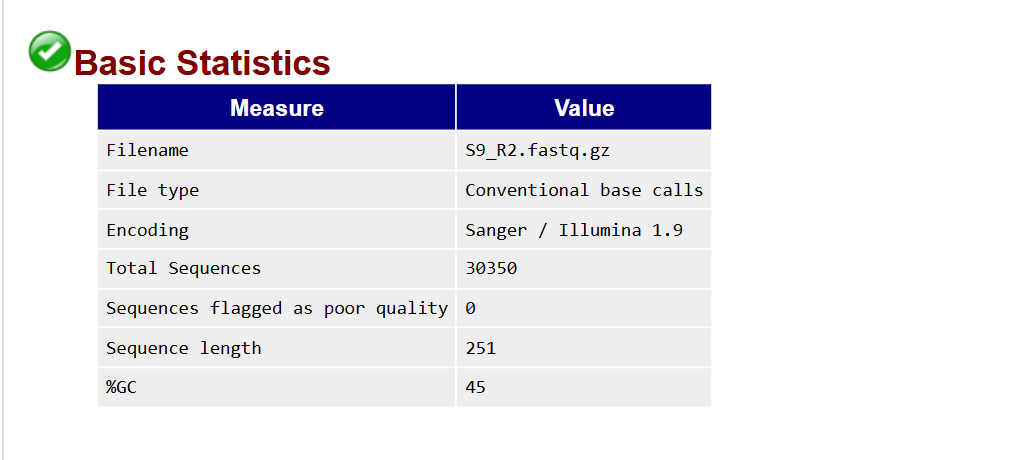 Basic Statistics
Measure Value
Filename S9_R2.fastq.gz
File type Conventional base calls
Encoding Sanger / Illumina 1.9
Total Sequences 30350
Sequences flagged as poor quality 0
Sequence length 251
%GC 45